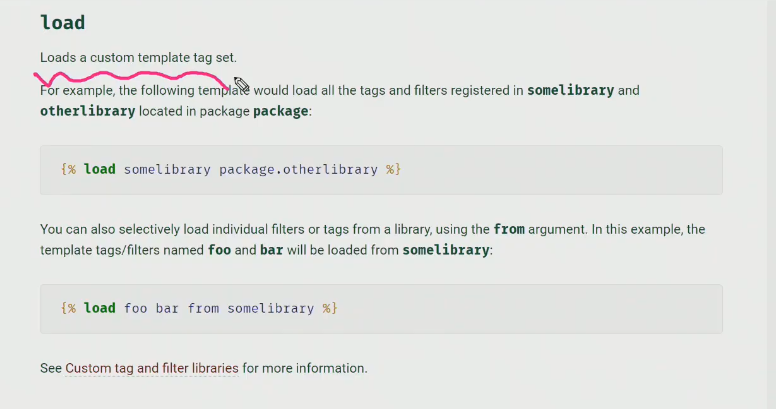 load
Loads a custom template tag set.
For example, the following template would load all the tags and filters registered in somelibrary and
otherlibrary located in package package:
{% load somelibrary package.otherlibrary %}
You can also selectively load individual filters or tags from a library, using the from argument. In this example, the
template tags/filters named foo and bar will be loaded from somelibrary:
{% load foo bar from somelibrary %}
See Custom tag and filter libraries for more information.